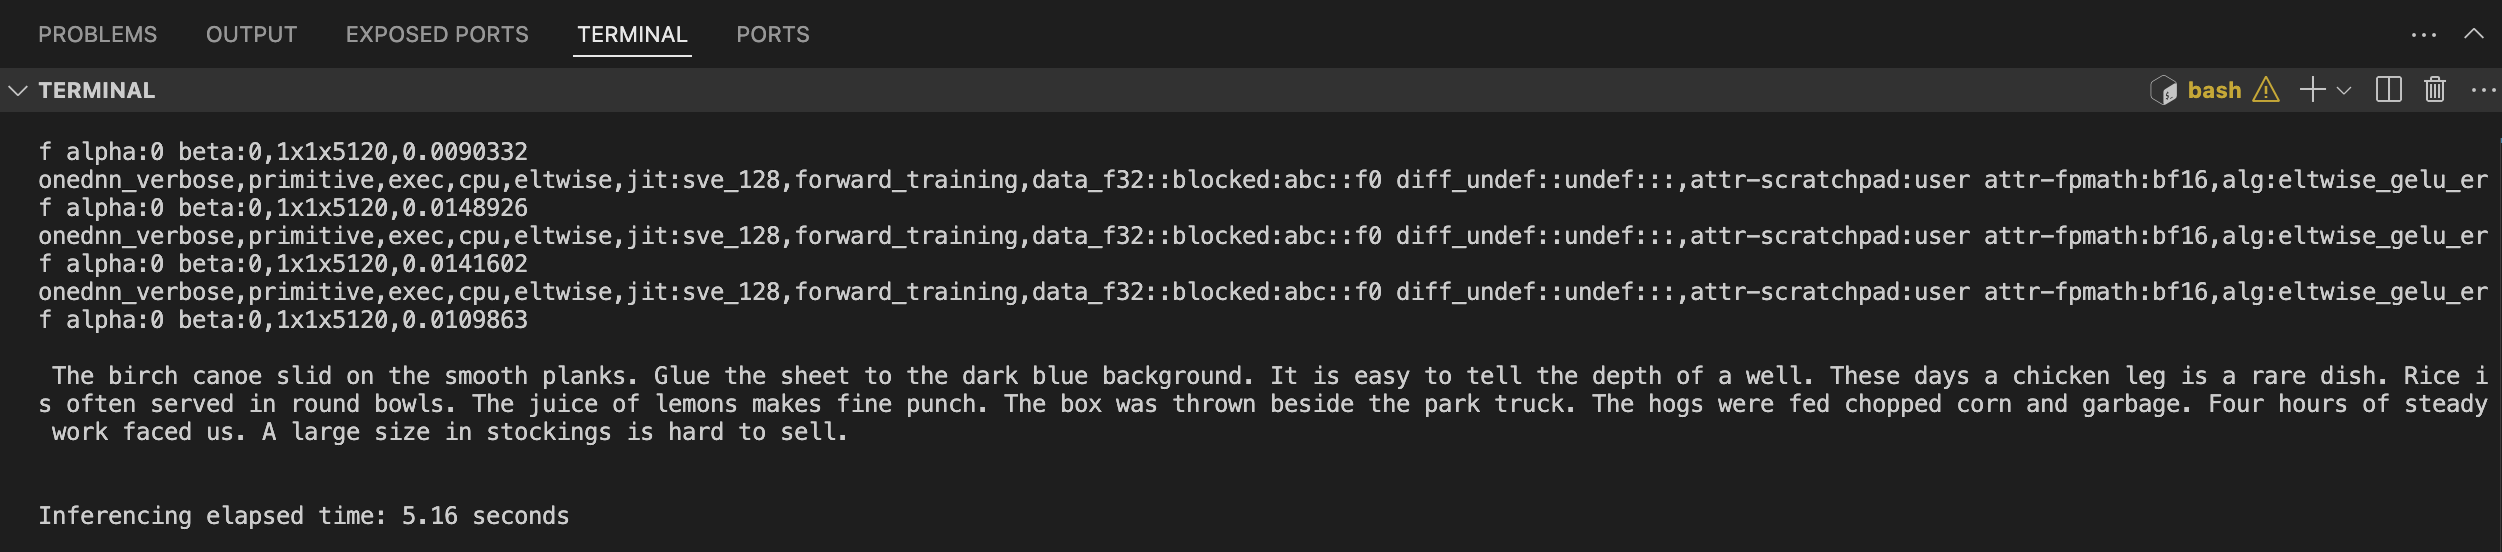 PROBLEMS OUTPUT EXPOSED PORTS TERMINAL PORTS
TERMINAL bash
f alpha:0 beta:0,1x1x5120,0.0090332
onednn_verbose,primitive,exec,cpu,eltwise,jit:sve_128,forward_training,data_f32::blocked:abc::f0 diff_undef::undef:::,attr-scratchpad:user attr-fpmath:bf16,alg:eltwise_gelu_er
f alpha:0 beta:0,1x1x5120,0.0148926
onednn_verbose,primitive,exec,cpu,eltwise,jit:sve_128,forward_training,data_f32::blocked:abc::f0 diff_undef::undef:::,attr-scratchpad:user attr-fpmath:bf16,alg:eltwise_gelu_er
f alpha:0 beta:0,1x1x5120,0.0141602
onednn_verbose,primitive,exec,cpu,eltwise,jit:sve_128,forward_training,data_f32::blocked:abc::f0 diff_undef::undef:::,attr-scratchpad:user attr-fpmath:bf16,alg:eltwise_gelu_er
f alpha:0 beta:0,1x1x5120,0.0109863
The birch canoe slid on the smooth planks. Glue the sheet to the dark blue background. It is easy to tell the depth of a well. These days a chicken leg is a rare dish. Rice i
s often served in round bowls. The juice of lemons makes fine punch. The box was thrown beside the park truck. The hogs were fed chopped corn and garbage. Four hours of steady
work faced us. A large size in stockings is hard to sell.
Inferencing elapsed time: 5.16 seconds